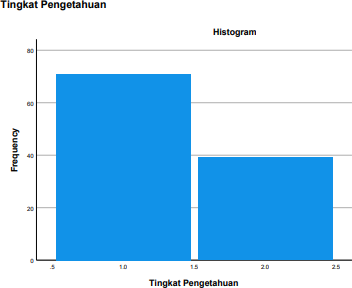 Tingkat Pengetahuan
Histogram
80
60
40
20
0
Frequency
.5 1.0 1.5 2.0 2.5
Tingkat Pengetahuan